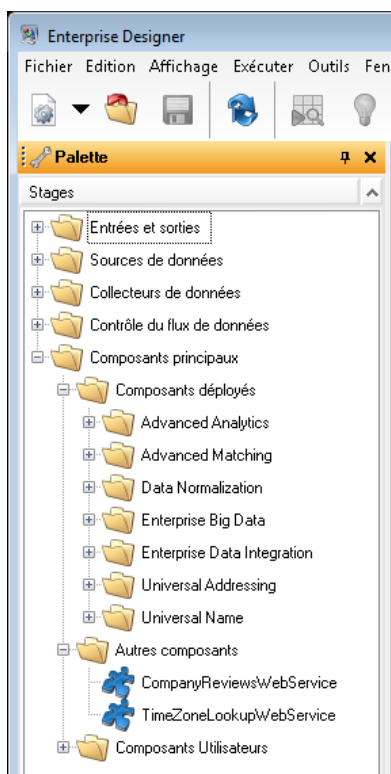 Enterprise Designer
Fichier Edition Affichage Exécuter Outils Fen
Palette
Stages
Entrées et sorties
Sources de données
Collecteurs de données
Contrôle du flux de données
Composants principaux
Composants déployés
Advanced Analytics
Advanced Matching
Data Normalization
Enterprise Big Data
Enterprise Data Integration
Universal Addressing
Universal Name
Autres composants
CompanyReviewsWebService
TimeZoneLookupWebService
Composants Utilisateurs